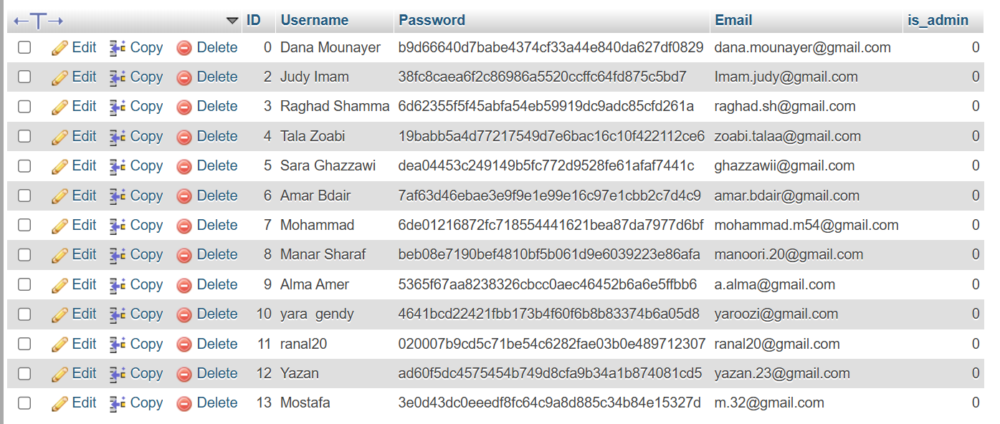 ID Username Password Email is_admin
Edit Copy Delete 0 Dana Mounayer b9d66640d7babe4374cf33a44e840da627df0829 dana.mounayer@gmail.com 0
Edit Copy Delete 2 Judy Imam 38fc8caea6f2c86986a5520ccffc64fd875c5bd7 Imam.judy@gmail.com 0
Edit Copy Delete 3 Raghad Shamma 6d62355f5f45abfa54eb59919dc9adc85cfd261a raghad.sh@gmail.com 0
Edit Copy Delete 4 Tala Zoabi 19babb5a4d77217549d7e6bac16c10f422112ce6 zoabi.talaa@gmail.com 0
Edit Copy Delete 5 Sara Ghazzawi dea04453c249149b5fc772d9528fe61afaf7441c ghazzawii@gmail.com 0
Edit Copy Delete 6 Amar Bdair 7af63d46ebae3e9f9e1e99e16c97e1cbb2c7d4c9 amar.bdair@gmail.com 0
Edit Copy Delete 7 Mohammad 6de01216872fc718554441621bea87da7977d6bf mohammad.m54@gmail.com 0
Edit Copy Delete 8 Manar Sharaf beb08e7190bef4810bf5b061d9e6039223e86afa manoori.20@gmail.com 0
Edit Copy Delete 9 Alma Amer 5365f67aa8238326cbcc0aec46452b6a6e5ffbb6 a.alma@gmail.com 0
Edit Copy Delete 10 yara  gendy 4641bcd22421fbb173b4f60f6b8b83374b6a05d8 yaroozi@gmail.com 0
Edit Copy Delete 11 ranal20 020007b9cd5c71be54c6282fae03b0e489712307 ranal20@gmail.com 0
Edit Copy Delete 12 Yazan ad60f5dc4575454b749d8cfa9b34a1b874081cd5 yazan.23@gmail.com 0
Edit Copy Delete 13 Mostafa 3e0d43dc0eeedf8fc64c9a8d885c34b84e15327d m.32@gmail.com 0